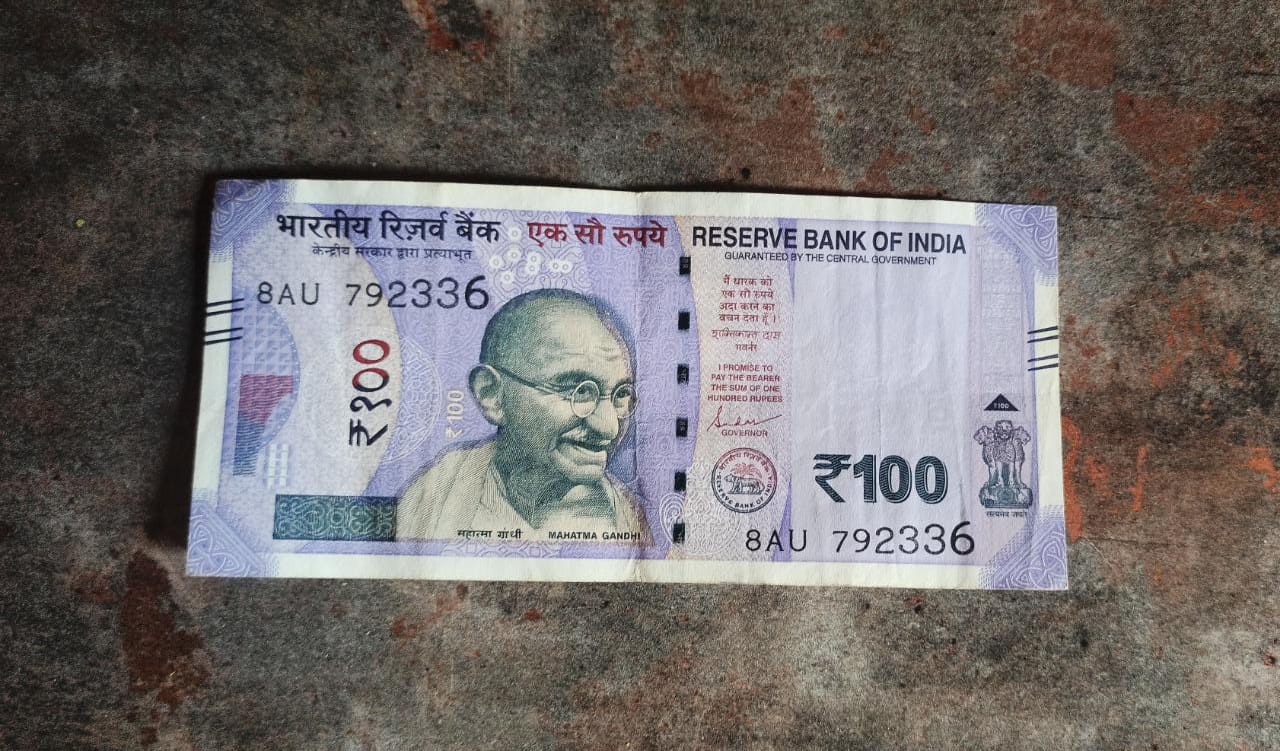 भारतीय रिज़र्व बैंक
केन्द्रीय सरकार द्वारा प्रत्याभूत
एक सौ रुपये
8AU 792336
₹१००
₹100
महात्मा गांधी MAHATMA GANDHI
RESERVE BANK OF INDIA
GUARANTEED BY THE CENTRAL GOVERNMENT
मैं धारक को
एक सौ रुपये
अदा करने का
वचन देता हूँ।
शक्तिकान्त दास
गवर्नर
I PROMISE TO
PAY THE BEARER
THE SUM OF ONE
HUNDRED RUPEES
GOVERNOR
भारतीय रिज़र्व बैंक
RESERVE BANK OF INDIA
₹100
₹100
सत्यमेव जयते
8AU 792336